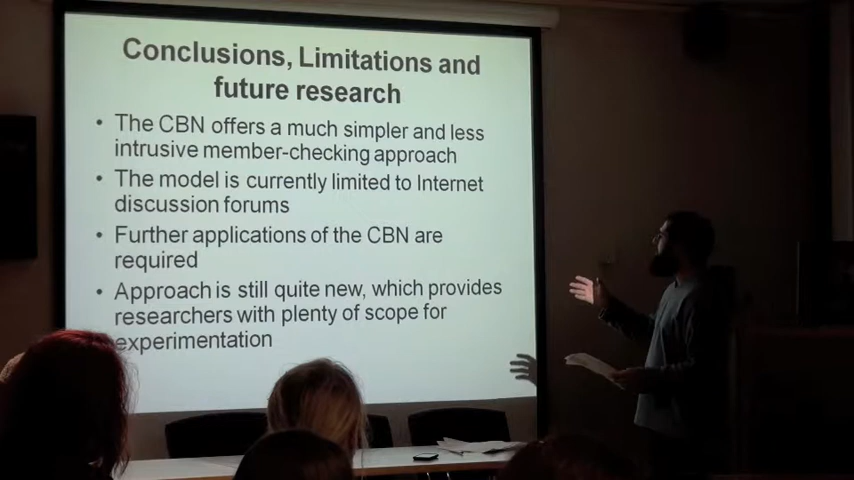 Conclusions, Limitations and
future research
• The CBN offers a much simpler and less
intrusive member-checking approach
• The model is currently limited to Internet
discussion forums
• Further applications of the CBN are
required
• Approach is still quite new, which provides
researchers with plenty of scope for
experimentation